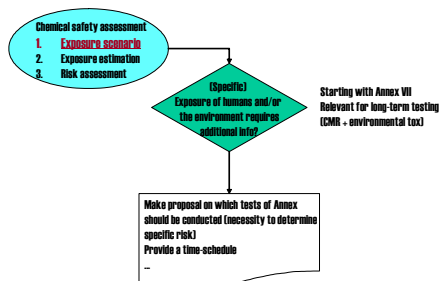 Chemical safety assessment
1. Exposure scenario
2. Exposure estimation
3. Risk assessment
(Specific)
Exposure of humans and/or
the environment requires
additional info?
Starting with Annex VII
Relevant for long-term testing
(CMR + environmental tox)
Make proposal on which tests of Annex
should be conducted (necessity to determine
specific risk)
Provide a time-schedule
...